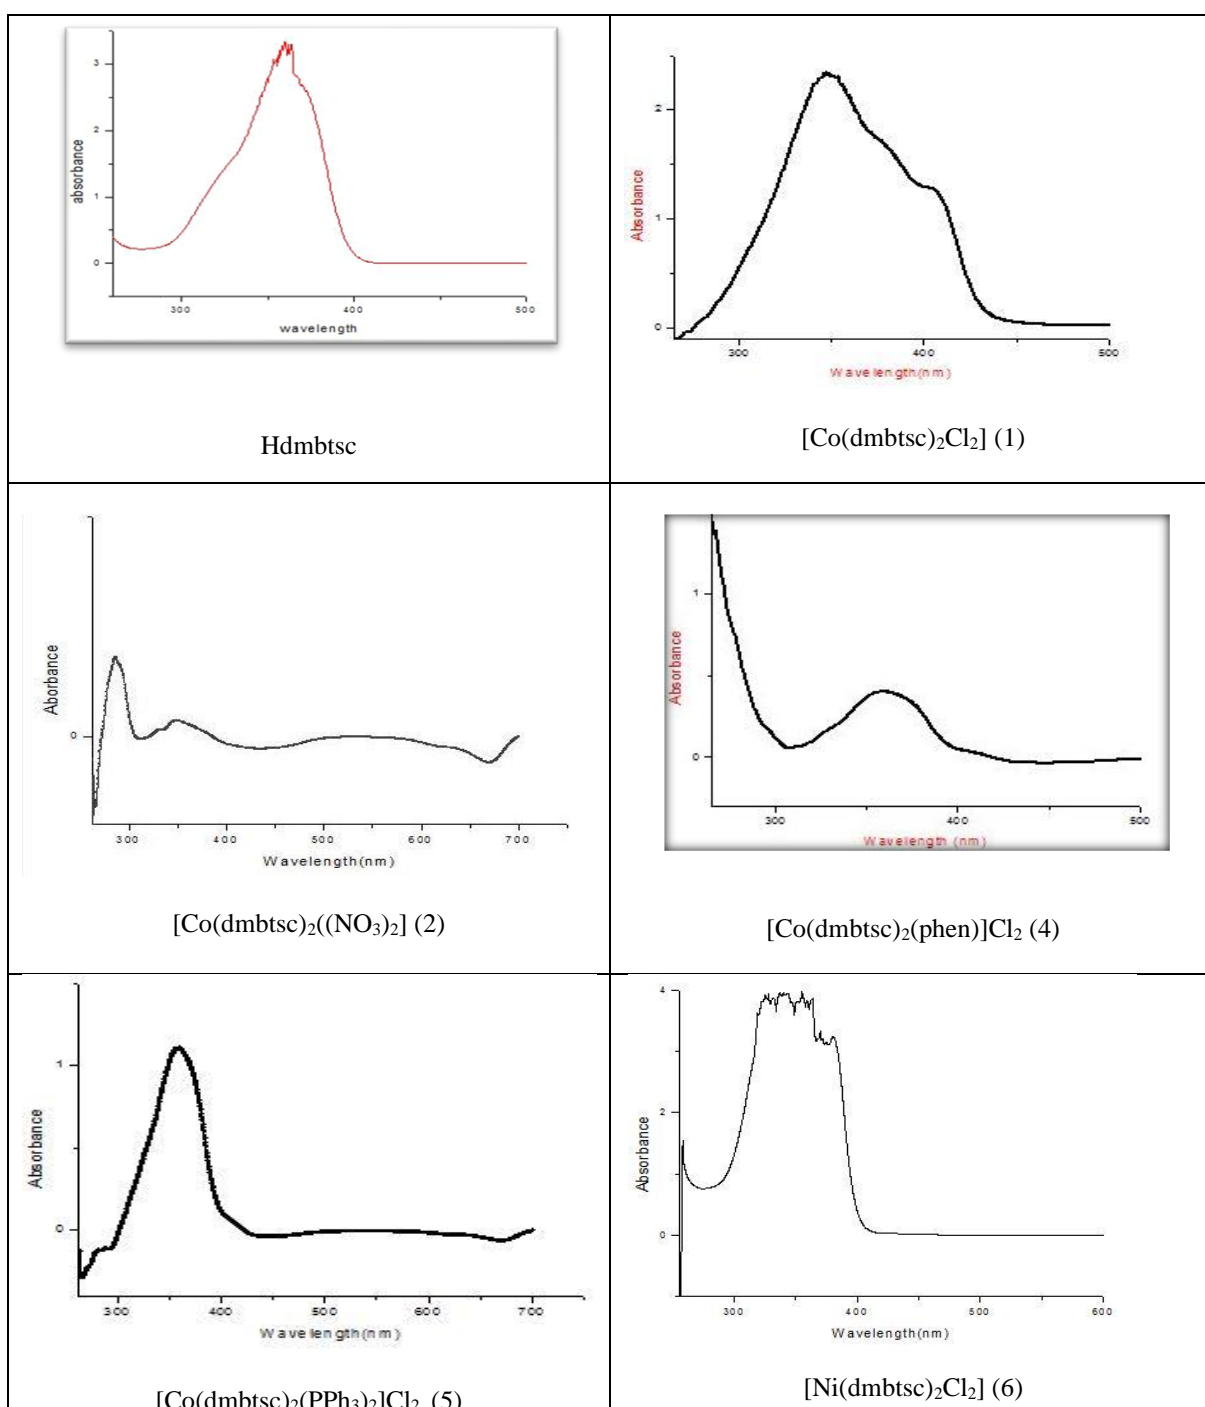 3
2
1
0
absorbance
300
400
500
wavelength
Hdmbtsc
2
1
0
Absorbance
300
400
500
Wavelength(nm)
[Co(dmbtsc)₂Cl₂] (1)
0
Aborbance
300
400
500
600
700
Wavelength(nm)
[Co(dmbtsc)₂((NO₃)₂] (2)
1
0
Absorbance
300
400
500
Wavelength (nm)
[Co(dmbtsc)₂(phen)]Cl₂ (4)
1
0
Absorbance
300
400
500
600
700
Wavelength(nm)
[Co(dmbtsc)₂(PPh₃)₂]Cl₂ (5)
4
2
0
Absorbance
300
400
500
600
Wavelength(nm)
[Ni(dmbtsc)₂Cl₂] (6)